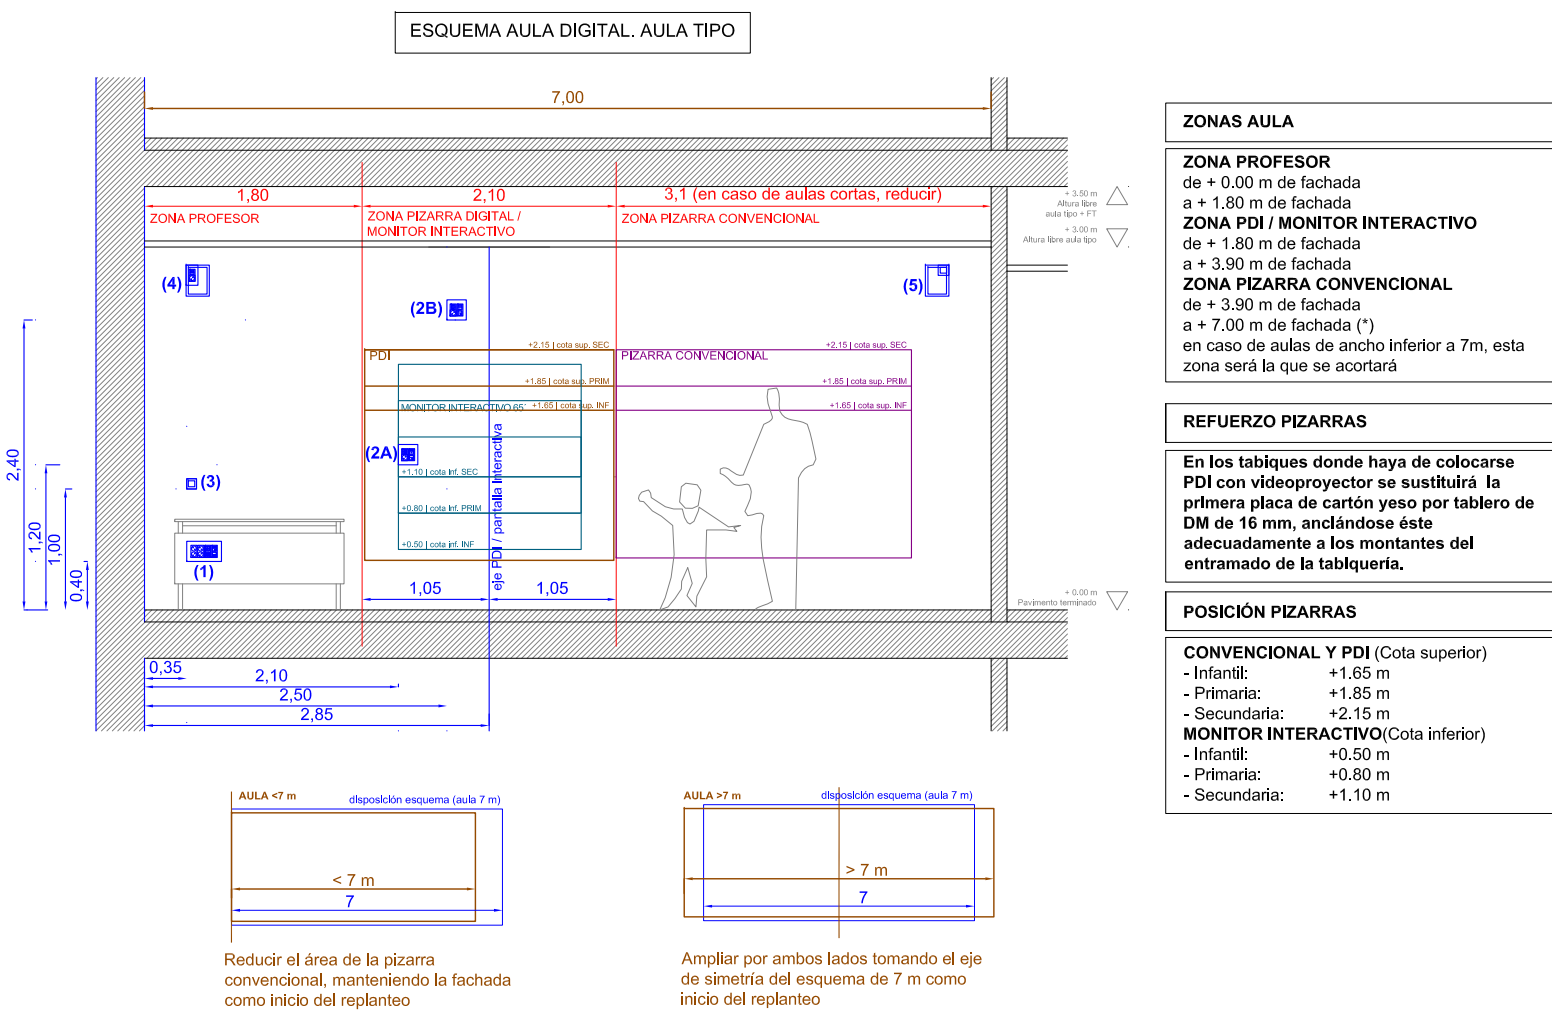 ESQUEMA AULA DIGITAL. AULA TIPO
7,00
1,80
2,10
3,1 (en caso de aulas cortas, reducir)
ZONA PROFESOR
ZONA PIZARRA DIGITAL /
MONITOR INTERACTIVO
ZONA PIZARRA CONVENCIONAL
+ 3.50 m
Altura libre
aula tipo + FT
+ 3.00 m
Altura libre aula tipo
(4)
(2B)
(5)
PDI
+2.15 | cota sup. SEC
PIZARRA CONVENCIONAL
+2.15 | cota sup. SEC
+1.85 | cota sup. PRIM
+1.85 | cota sup. PRIM
MONITOR INTERACTIVO 65'
+1.65 | cota sup. INF
+1.65 | cota sup. INF
(2A)
+1.10 | cota inf. SEC
(3)
+0.80 | cota inf. PRIM
+0.50 | cota inf. INF
eje PDI / pantalla interactiva
(1)
2,40
1,20
1,00
0,40
1,05
1,05
+ 0.00 m
Pavimento terminado
0,35
2,10
2,50
2,85
ZONAS AULA
ZONA PROFESOR
de + 0.00 m de fachada
a + 1.80 m de fachada
ZONA PDI / MONITOR INTERACTIVO
de + 1.80 m de fachada
a + 3.90 m de fachada
ZONA PIZARRA CONVENCIONAL
de + 3.90 m de fachada
a + 7.00 m de fachada (*)
en caso de aulas de ancho inferior a 7m, esta
zona será la que se acortará
REFUERZO PIZARRAS
En los tabiques donde haya de colocarse
PDI con videoproyector se sustituirá la
primera placa de cartón yeso por tablero de
DM de 16 mm, anclándose éste
adecuadamente a los montantes del
entramado de la tabiquería.
POSICIÓN PIZARRAS
CONVENCIONAL Y PDI (Cota superior)
- Infantil: +1.65 m
- Primaria: +1.85 m
- Secundaria: +2.15 m
MONITOR INTERACTIVO(Cota inferior)
- Infantil: +0.50 m
- Primaria: +0.80 m
- Secundaria: +1.10 m
AULA <7 m
disposición esquema (aula 7 m)
< 7 m
7
Reducir el área de la pizarra
convencional, manteniendo la fachada
como inicio del replanteo
AULA >7 m
disposición esquema (aula 7 m)
> 7 m
7
Ampliar por ambos lados tomando el eje
de simetría del esquema de 7 m como
inicio del replanteo